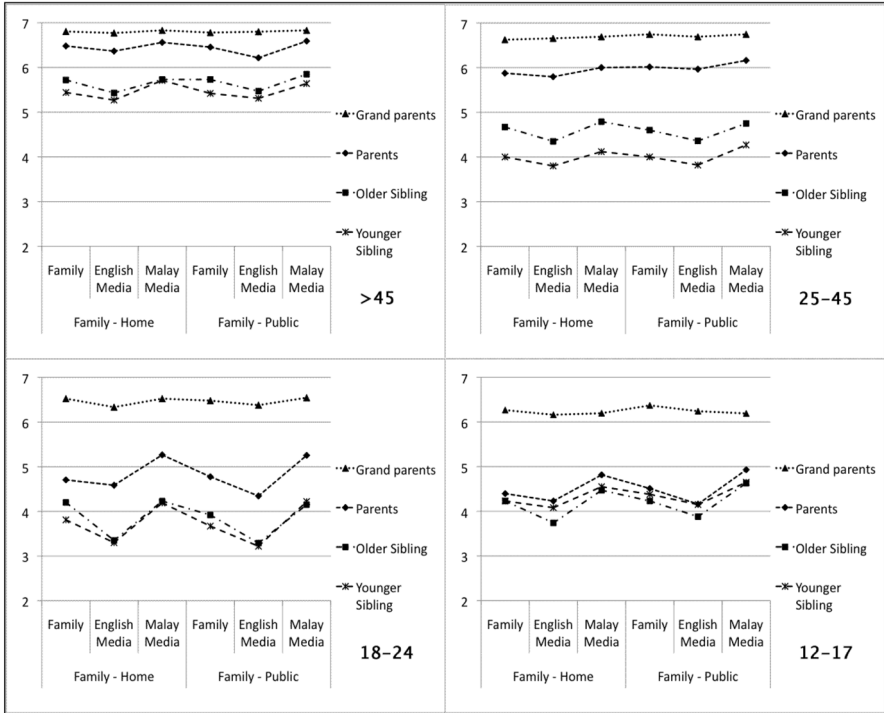 7
6
5
4
3
2
Family
English
Media
Malay
Media
Family
English
Media
Malay
Media
Family - Home
Family - Public
Grand parents
Parents
Older Sibling
Younger
Sibling
>45
7
6
5
4
3
2
Family
English
Media
Malay
Media
Family
English
Media
Malay
Media
Family - Home
Family - Public
Grand parents
Parents
Older Sibling
Younger
Sibling
25-45
7
6
5
4
3
2
Family
English
Media
Malay
Media
Family
English
Media
Malay
Media
Family - Home
Family - Public
Grand parents
Parents
Older Sibling
Younger
Sibling
18-24
7
6
5
4
3
2
Family
English
Media
Malay
Media
Family
English
Media
Malay
Media
Family - Home
Family - Public
Grand parents
Parents
Older Sibling
Younger
Sibling
12-17